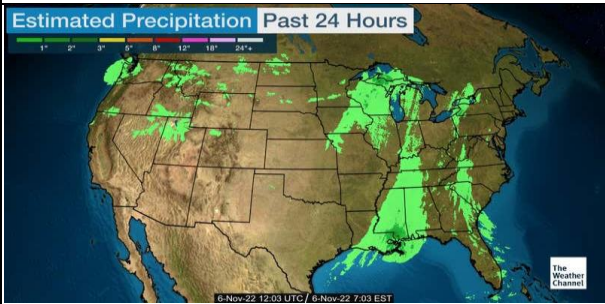 Estimated Precipitation Past 24 Hours
1" 2" 3" 5" 8" 12" 18" 24"+
The
Weather
Channel
6-Nov-22 12:03 UTC / 6-Nov-22 7:03 EST